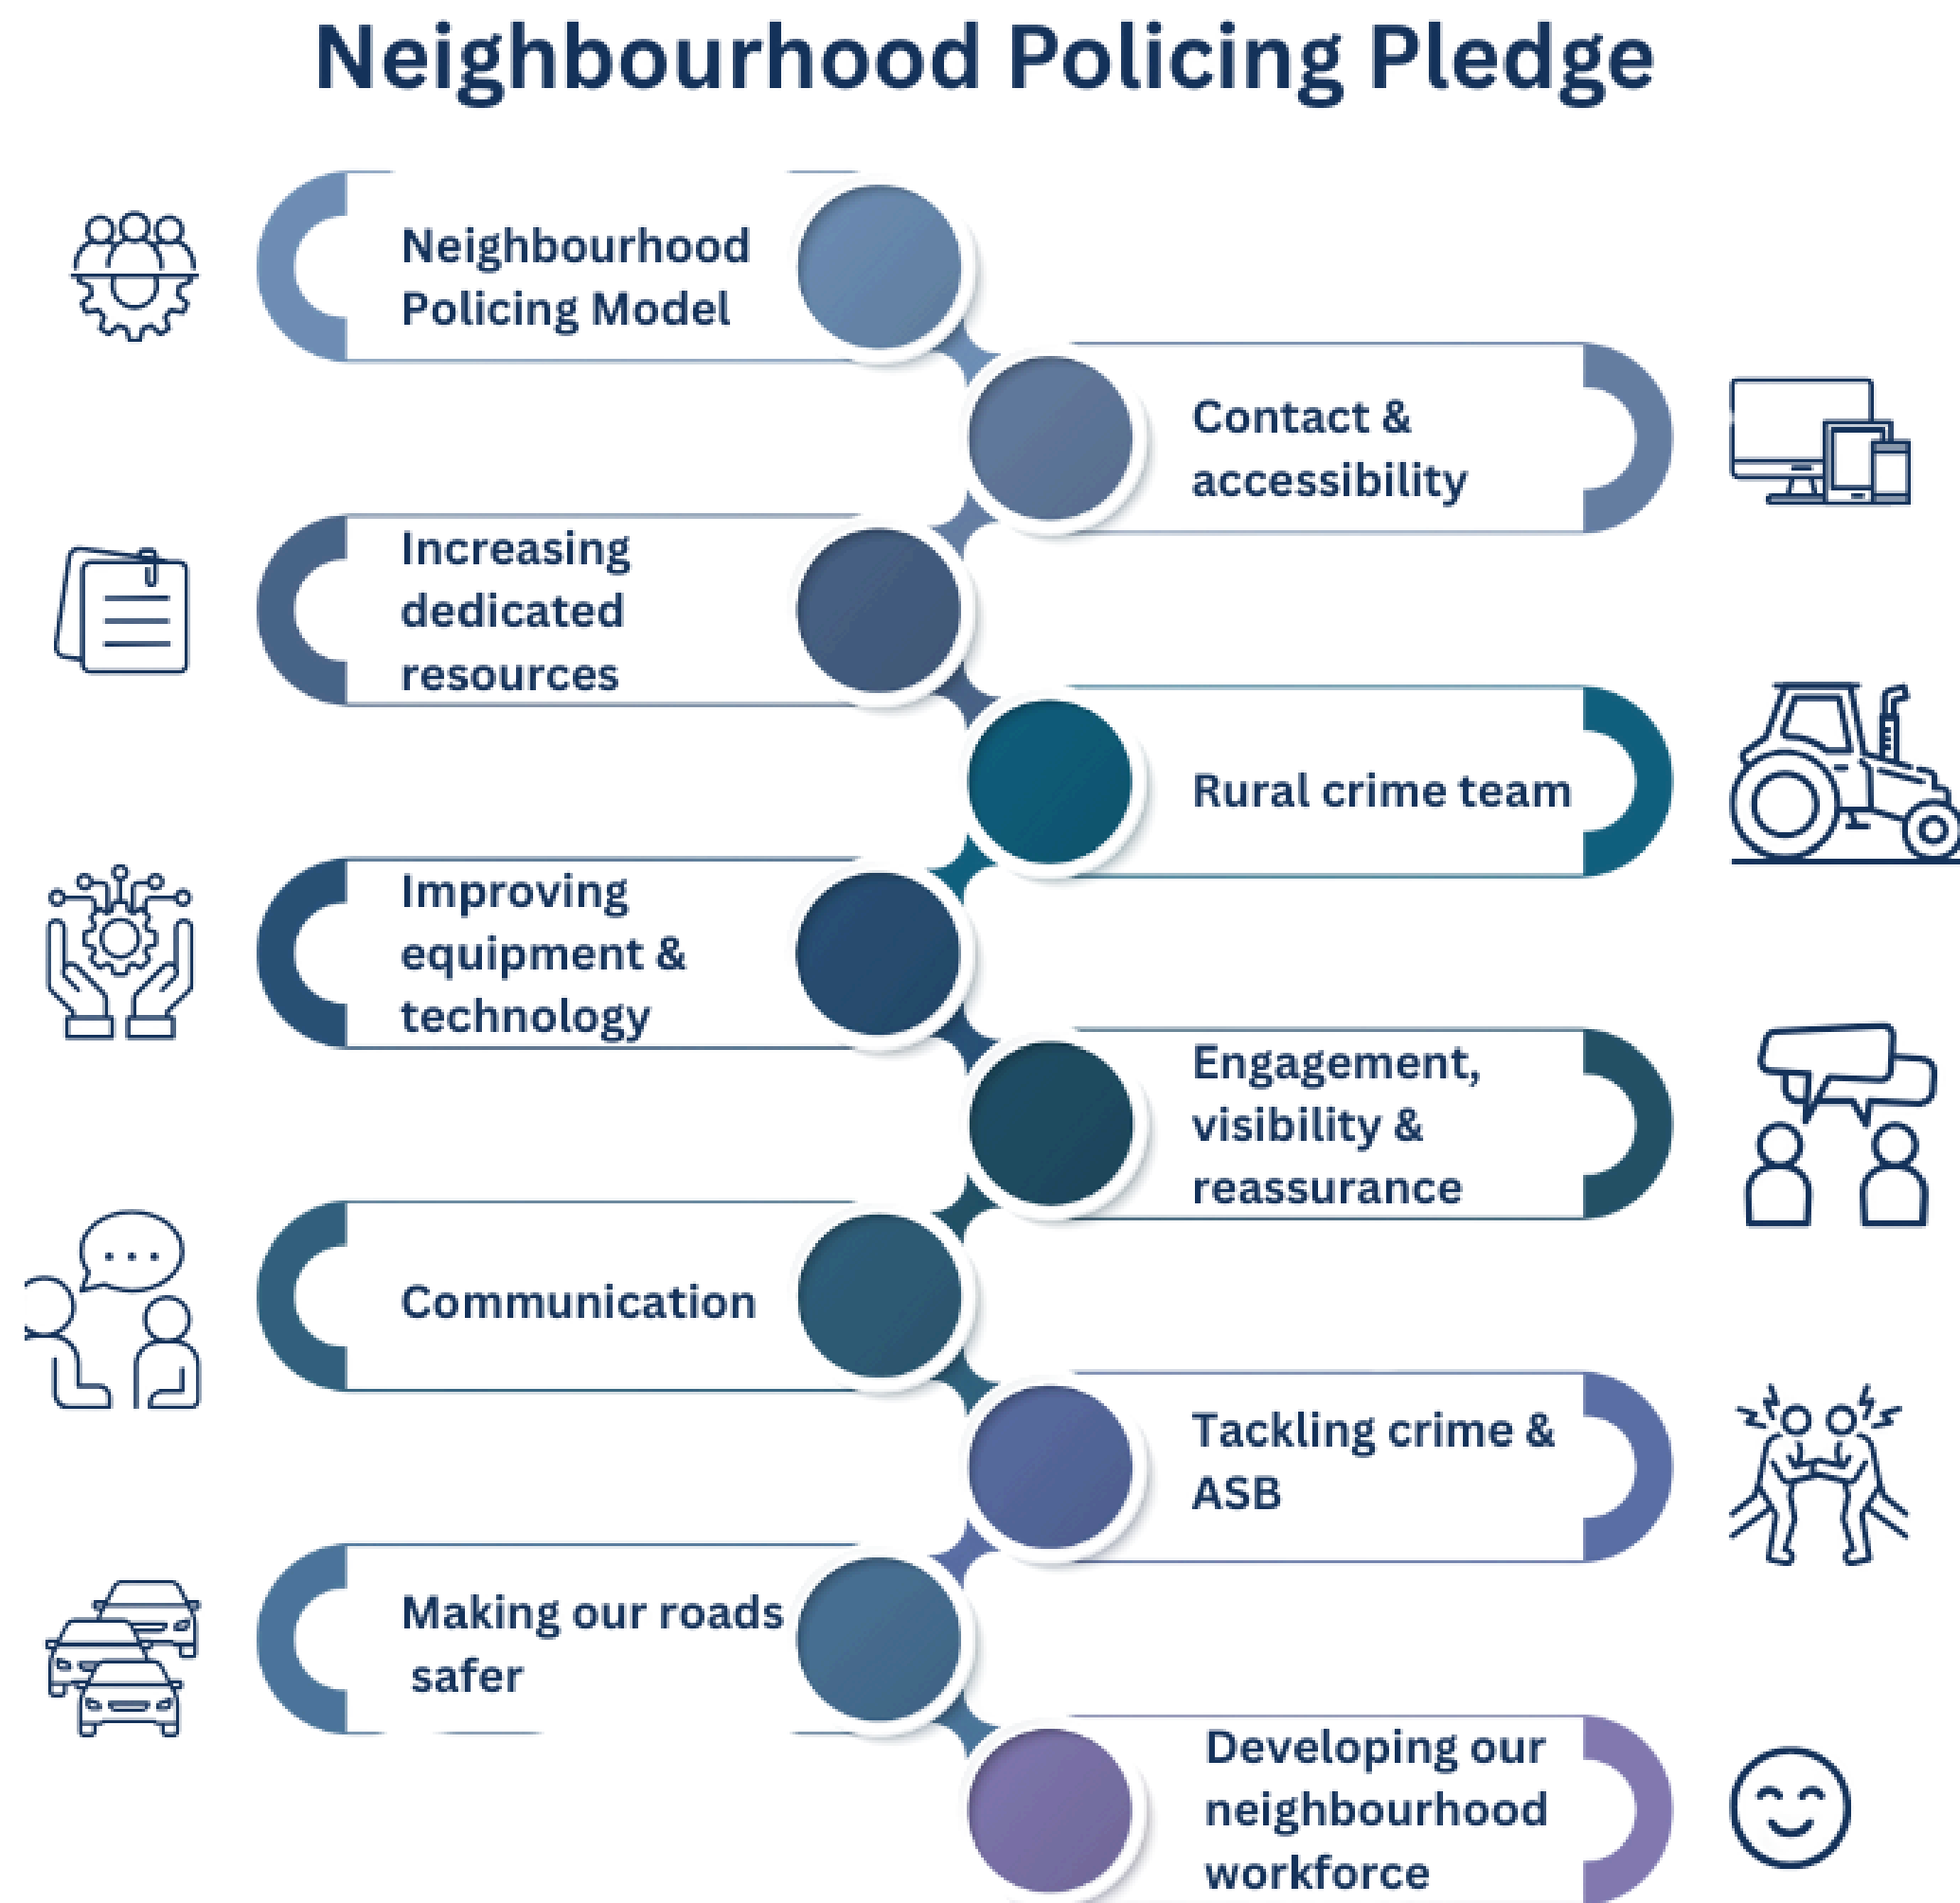 Neighbourhood Policing Pledge
Neighbourhood
Policing Model
Contact &
accessibility
Increasing
dedicated
resources
Rural crime team
Improving
equipment &
technology
Engagement,
visibility &
reassurance
Communication
Tackling crime &
ASB
Making our roads
safer
Developing our
neighbourhood
workforce